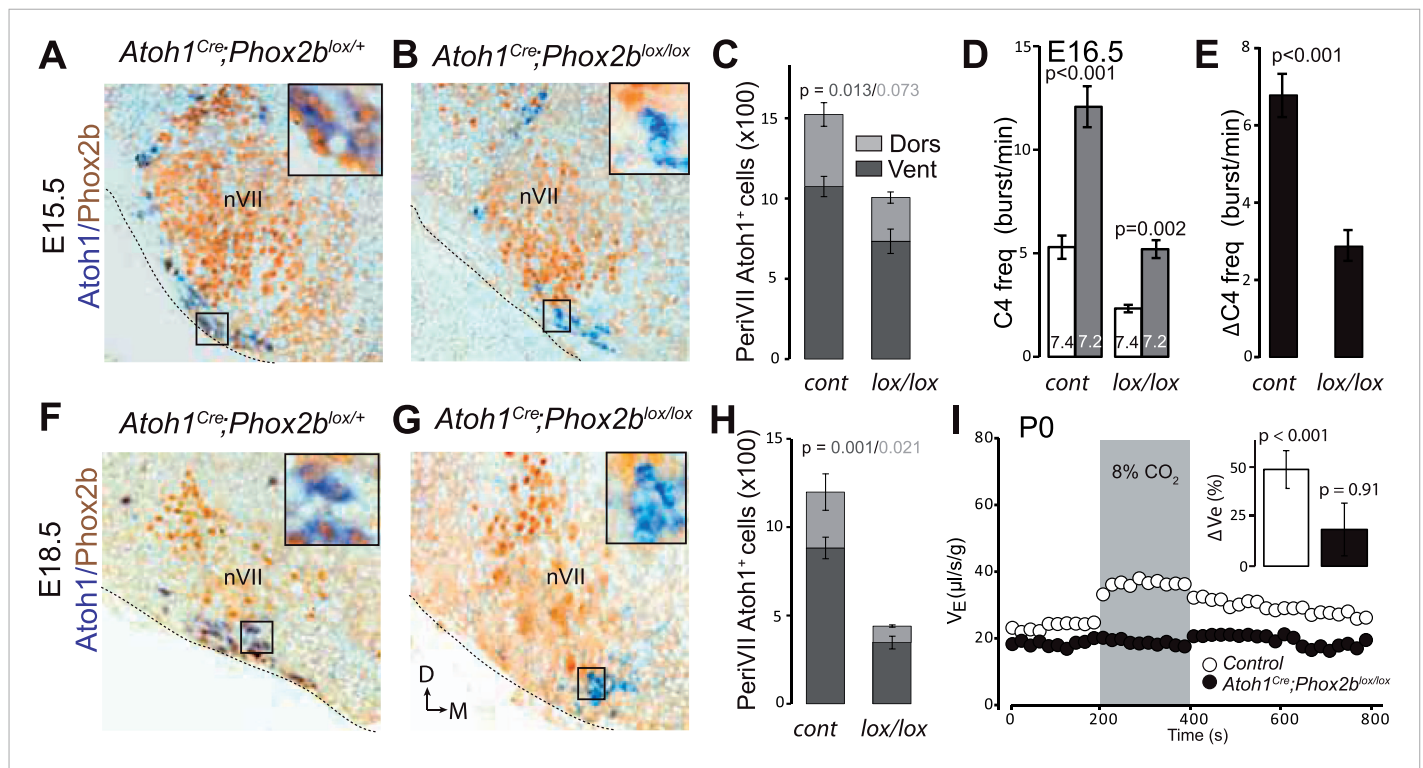 A
Atoh1Cre;Phox2blox/+
B
Atoh1Cre;Phox2blox/lox
E15.5
Atoh1/Phox2b
nVII
nVII
C
PeriVII Atoh1+ cells (x100)
15
10
5
0
p = 0.013/0.073
Dors
Vent
cont
lox/lox
D
E16.5
C4 freq (burst/min)
15
10
5
0
p<0.001
p=0.002
7.4
7.2
7.4
7.2
cont
lox/lox
E
ΔC4 freq (burst/min)
8
6
4
2
0
p<0.001
cont
lox/lox
F
Atoh1Cre;Phox2blox/+
G
Atoh1Cre;Phox2blox/lox
E18.5
Atoh1/Phox2b
nVII
nVII
D
M
H
PeriVII Atoh1+ cells (x100)
15
10
5
0
p = 0.001/0.021
cont
lox/lox
I
P0
VE (µl/s/g)
80
60
40
20
0
8% CO2
p < 0.001
p = 0.91
ΔVe (%)
50
25
0
Control
Atoh1Cre;Phox2blox/lox
0
200
400
600
800
Time (s)